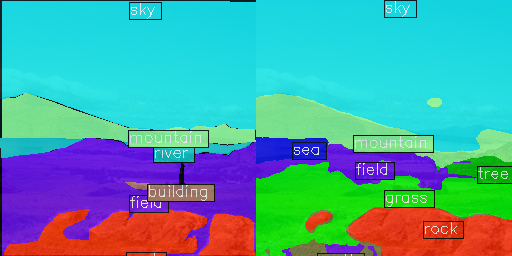 sky
mountain
river
building
field
sky
mountain
sea
field
tree
grass
rock